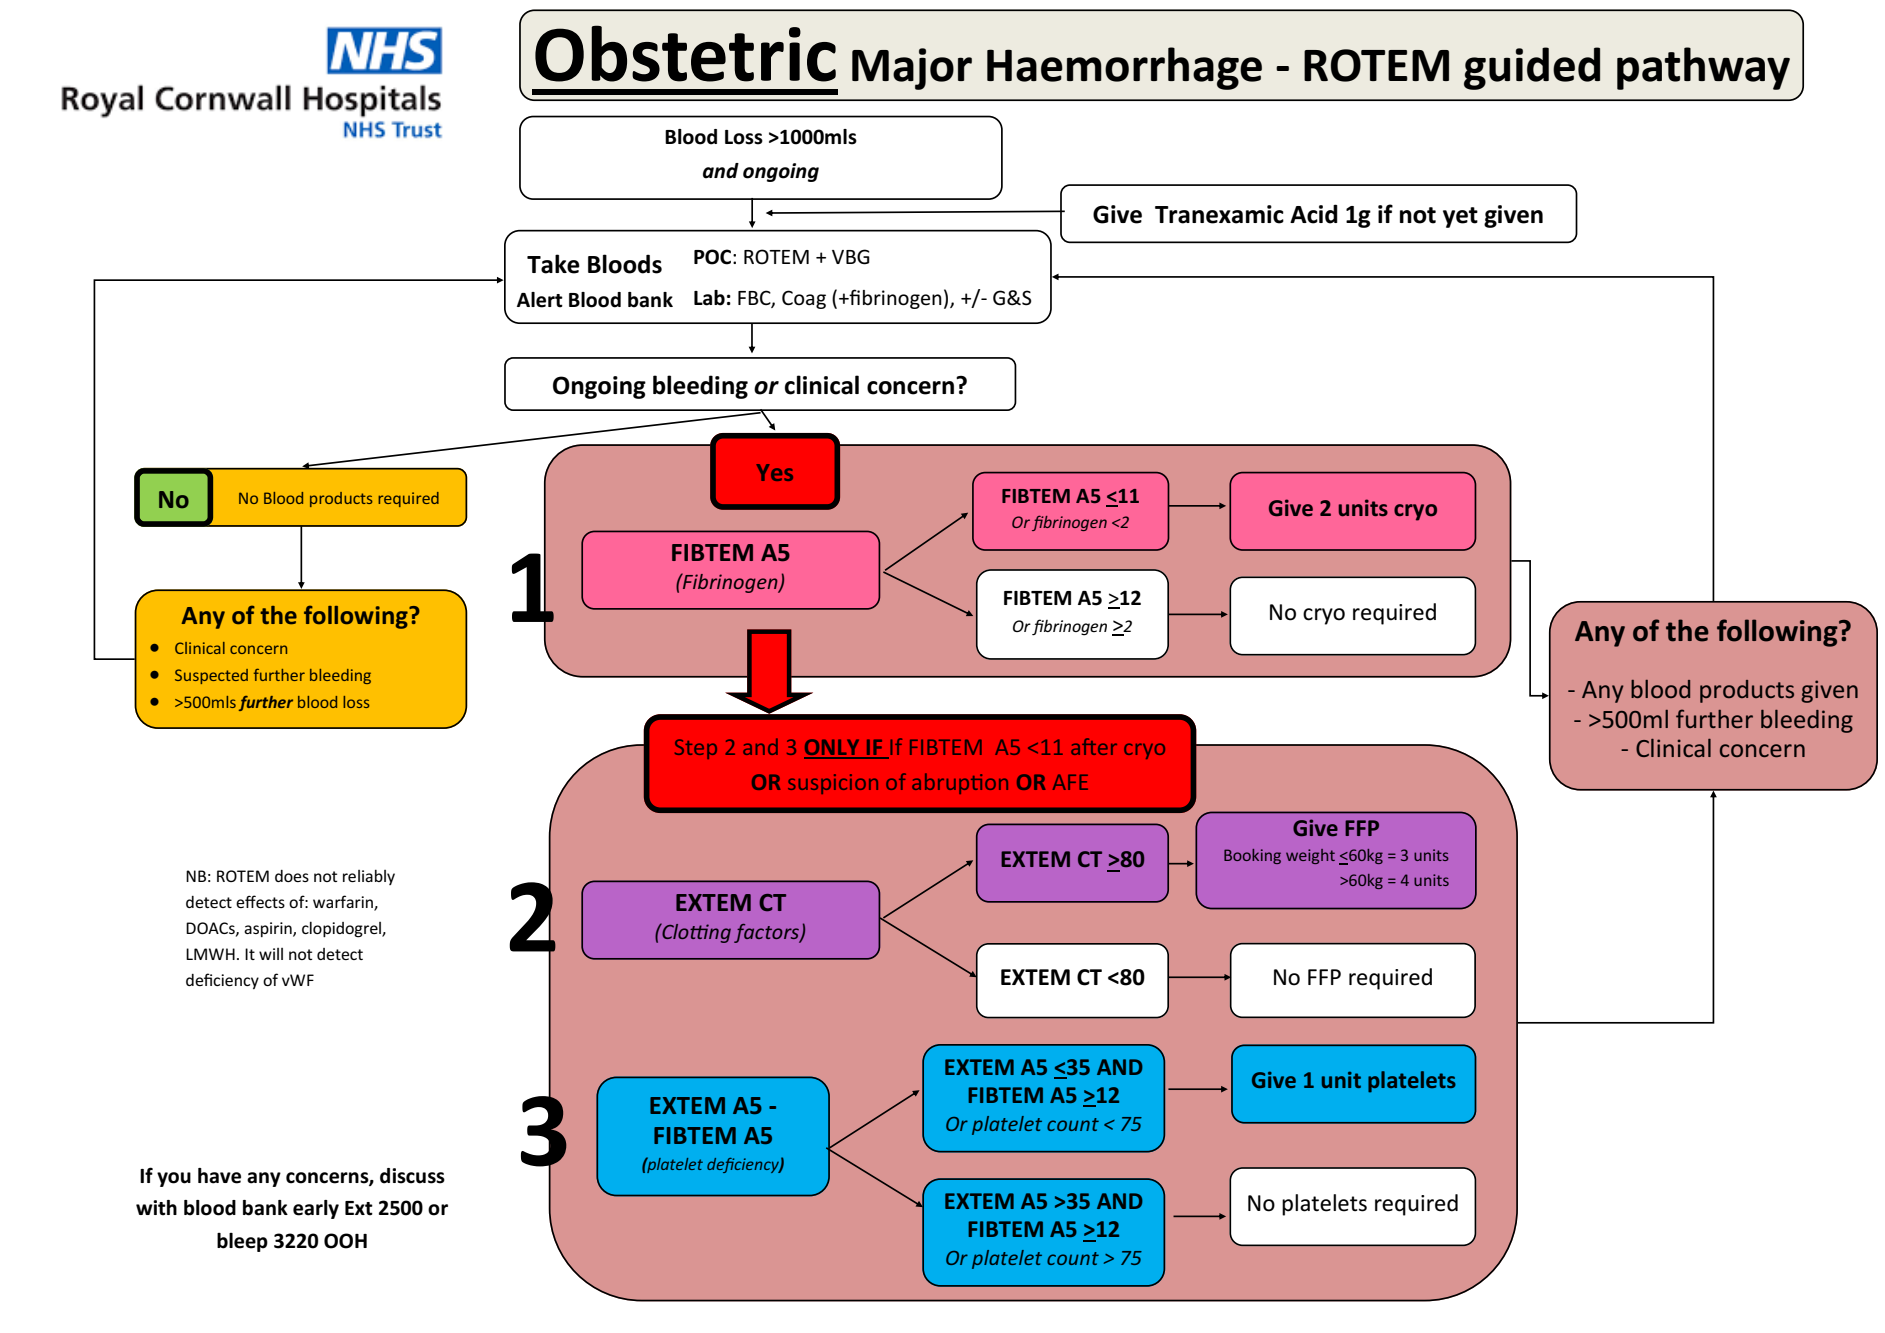 NHS
Royal Cornwall Hospitals
NHS Trust
Obstetric Major Haemorrhage - ROTEM guided pathway
Blood Loss >1000mls
and ongoing
Give Tranexamic Acid 1g if not yet given
Take Bloods
Alert Blood bank
POC: ROTEM + VBG
Lab: FBC, Coag (+fibrinogen), +/- G&S
Ongoing bleeding or clinical concern?
No
No Blood products required
Any of the following?
• Clinical concern
• Suspected further bleeding
• >500mls further blood loss
Yes
1
FIBTEM A5
(Fibrinogen)
FIBTEM A5 ≤11
Or fibrinogen <2
Give 2 units cryo
FIBTEM A5 ≥12
Or fibrinogen ≥2
No cryo required
Any of the following?
- Any blood products given
- >500ml further bleeding
- Clinical concern
Step 2 and 3 ONLY IF If FIBTEM A5 <11 after cryo
OR suspicion of abruption OR AFE
2
EXTEM CT
(Clotting factors)
EXTEM CT ≥80
Give FFP
Booking weight ≤60kg = 3 units
>60kg = 4 units
EXTEM CT <80
No FFP required
3
EXTEM A5 -
FIBTEM A5
(platelet deficiency)
EXTEM A5 ≤35 AND
FIBTEM A5 ≥12
Or platelet count < 75
Give 1 unit platelets
EXTEM A5 >35 AND
FIBTEM A5 ≥12
Or platelet count > 75
No platelets required
NB: ROTEM does not reliably
detect effects of: warfarin,
DOACs, aspirin, clopidogrel,
LMWH. It will not detect
deficiency of vWF
If you have any concerns, discuss
with blood bank early Ext 2500 or
bleep 3220 OOH